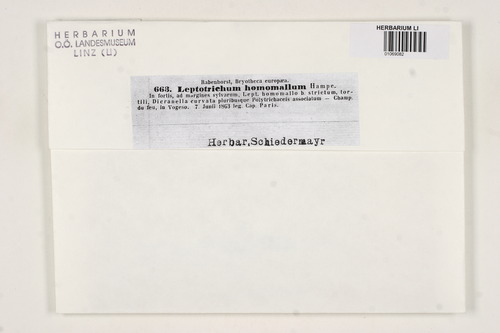 HERBARIUM
O.Ö. LANDESMUSEUM
LINZ (LI)
HERBARIUM LI
01069082
Rabenhorst, Bryotheca europaea.
663. Leptotrichum homomallum Hampe.
In fortis, ad margines sylvarum, Lept. homomallo b strictum, tor-
tili, Dicranella curvata pluribusque Polytrichaceis associatum — Champ.
du feu, in Vogeso. 7. Junii 1863 leg. Cap. Paris.
Herbar.Schiedermayr